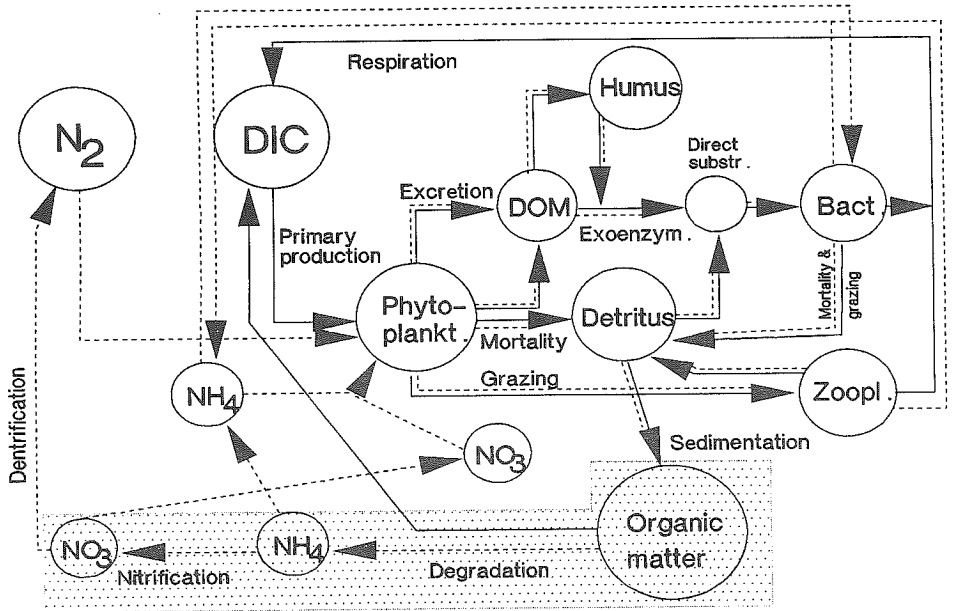 Respiration
Humus
N2
DIC
Direct
substr.
Excretion
DOM
Bact.
Exoenzym.
Primary
production
Mortality &
grazing
Phyto-
plankt.
Detritus
Mortality
Grazing
Zoopl.
NH4
Dentrification
NO3
Sedimentation
Organic
matter
NO3
NH4
Nitrification
Degradation